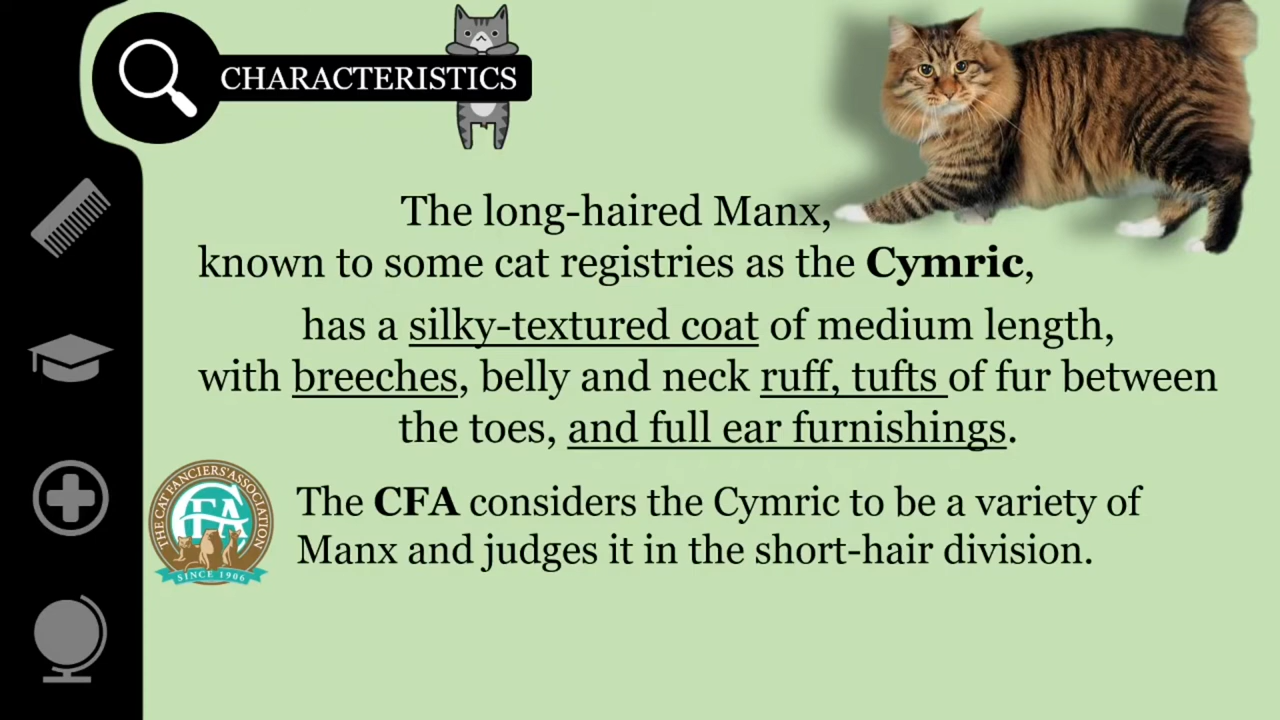 CHARACTERISTICS
The long-haired Manx,
known to some cat registries as the Cymric,
has a silky-textured coat of medium length,
with breeches, belly and neck ruff, tufts of fur between
the toes, and full ear furnishings.
THE CAT FANCIERS' ASSOCIATION
CFA
SINCE 1906
The CFA considers the Cymric to be a variety of
Manx and judges it in the short-hair division.